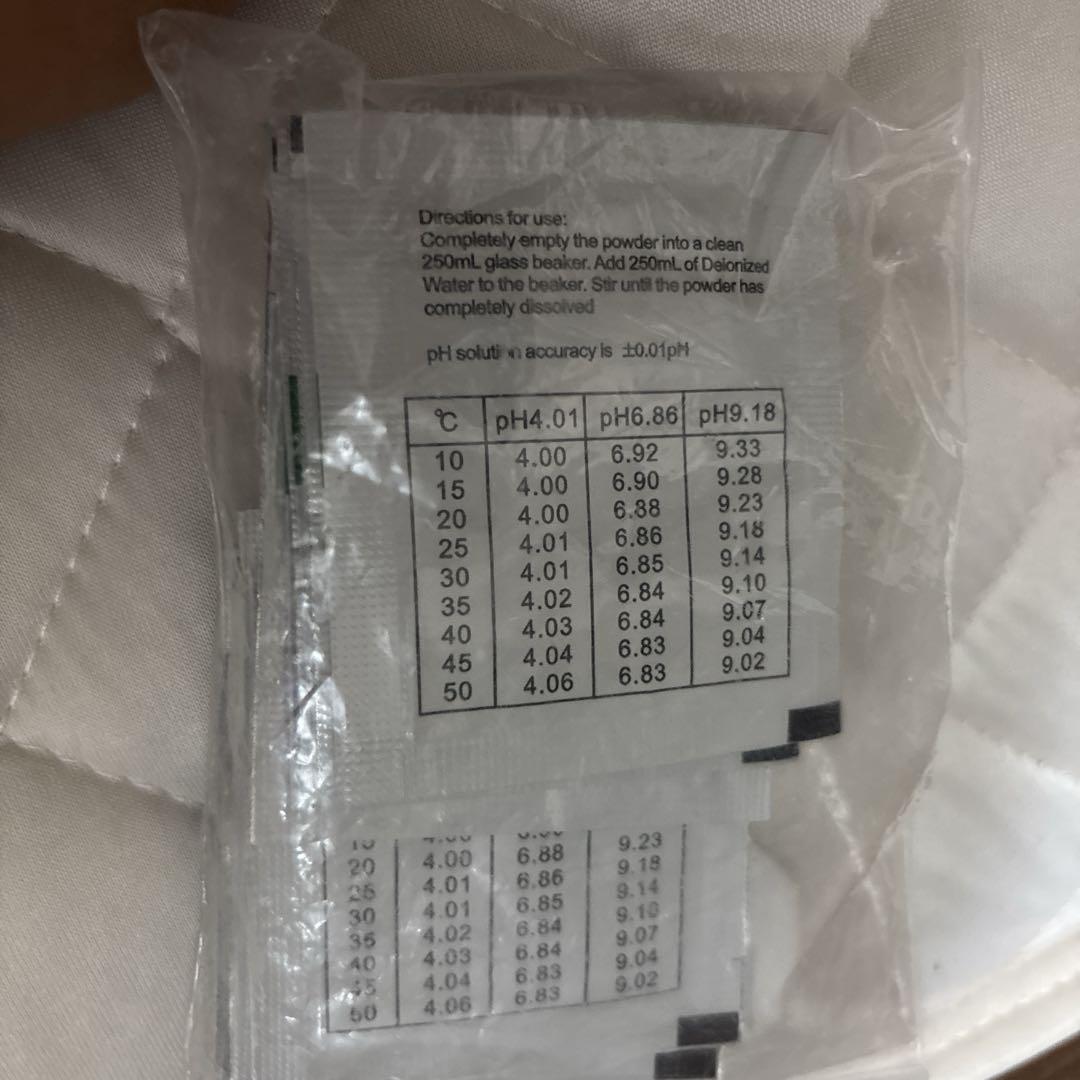 Directions for use:
Completely empty the powder into a clean
250mL glass beaker. Add 250mL of Deionized
Water to the beaker. Stir until the powder has
completely dissolved
pH solution accuracy is ±0.01pH
℃ pH4.01 pH6.86 pH9.18
10 4.00 6.92 9.33
15 4.00 6.90 9.28
20 4.00 6.88 9.23
25 4.01 6.86 9.18
30 4.01 6.85 9.14
35 4.02 6.84 9.10
40 4.03 6.84 9.07
45 4.04 6.83 9.04
50 4.06 6.83 9.02
20 4.00 6.88 9.23
25 4.01 6.86 9.18
30 4.01 6.85 9.14
35 4.02 6.84 9.10
40 4.03 6.84 9.07
45 4.04 6.83 9.04
50 4.06 6.83 9.02